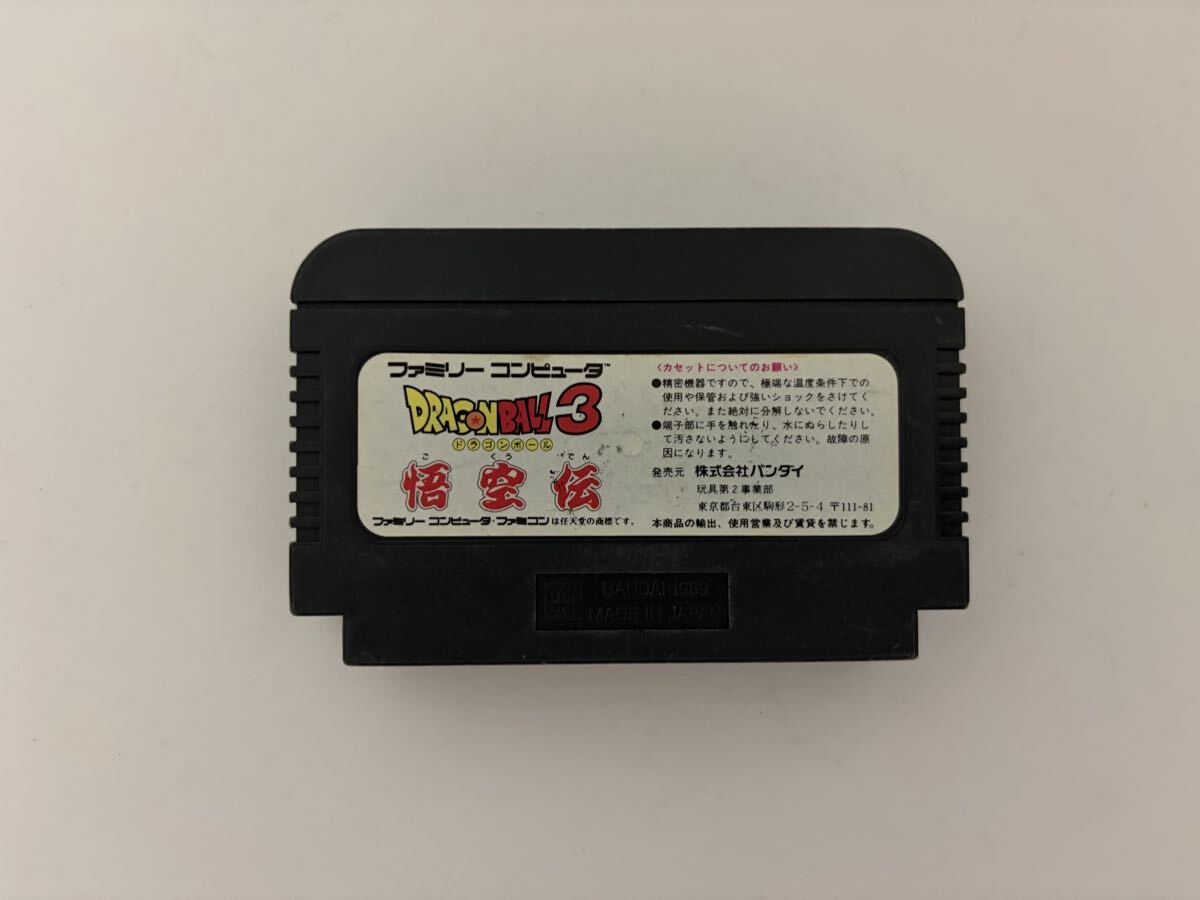 ファミリー コンピュータ™
DRAGONBALL3
ドラゴンボール
ご くう でん
悟空伝
ファミリー コンピュータ・ファミコンは任天堂の商標です。
〈カセットについてのお願い〉
●精密機器ですので、極端な温度条件下での
使用や保管および強いショックをさけてく
ださい。また絶対に分解しないでください。
●端子部に手を触れたり、水にぬらしたりし
て汚さないようにしてください。故障の原
因になります。
発売元 株式会社バンダイ
玩具第2事業部
東京都台東区駒形2-5-4 〒111-81
本商品の輸出、使用営業及び賃貸を禁じます。
BAN
DAI
BANDAI 1989
MADE IN JAPAN